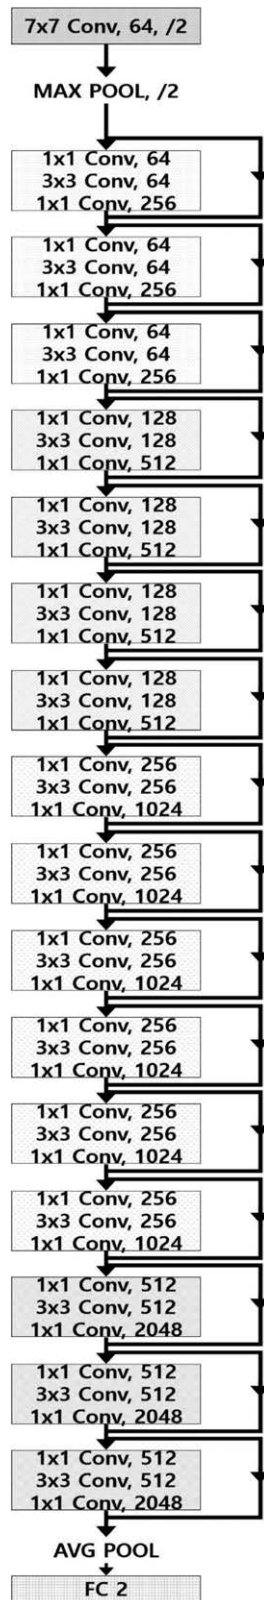 7x7 Conv, 64, /2
MAX POOL, /2
1x1 Conv, 64
3x3 Conv, 64
1x1 Conv, 256
1x1 Conv, 64
3x3 Conv, 64
1x1 Conv, 256
1x1 Conv, 64
3x3 Conv, 64
1x1 Conv, 256
1x1 Conv, 128
3x3 Conv, 128
1x1 Conv, 512
1x1 Conv, 128
3x3 Conv, 128
1x1 Conv, 512
1x1 Conv, 128
3x3 Conv, 128
1x1 Conv, 512
1x1 Conv, 128
3x3 Conv, 128
1x1 Conv, 512
1x1 Conv, 256
3x3 Conv, 256
1x1 Conv, 1024
1x1 Conv, 256
3x3 Conv, 256
1x1 Conv, 1024
1x1 Conv, 256
3x3 Conv, 256
1x1 Conv, 1024
1x1 Conv, 256
3x3 Conv, 256
1x1 Conv, 1024
1x1 Conv, 256
3x3 Conv, 256
1x1 Conv, 1024
1x1 Conv, 256
3x3 Conv, 256
1x1 Conv, 1024
1x1 Conv, 512
3x3 Conv, 512
1x1 Conv, 2048
1x1 Conv, 512
3x3 Conv, 512
1x1 Conv, 2048
1x1 Conv, 512
3x3 Conv, 512
1x1 Conv, 2048
AVG POOL
FC 2